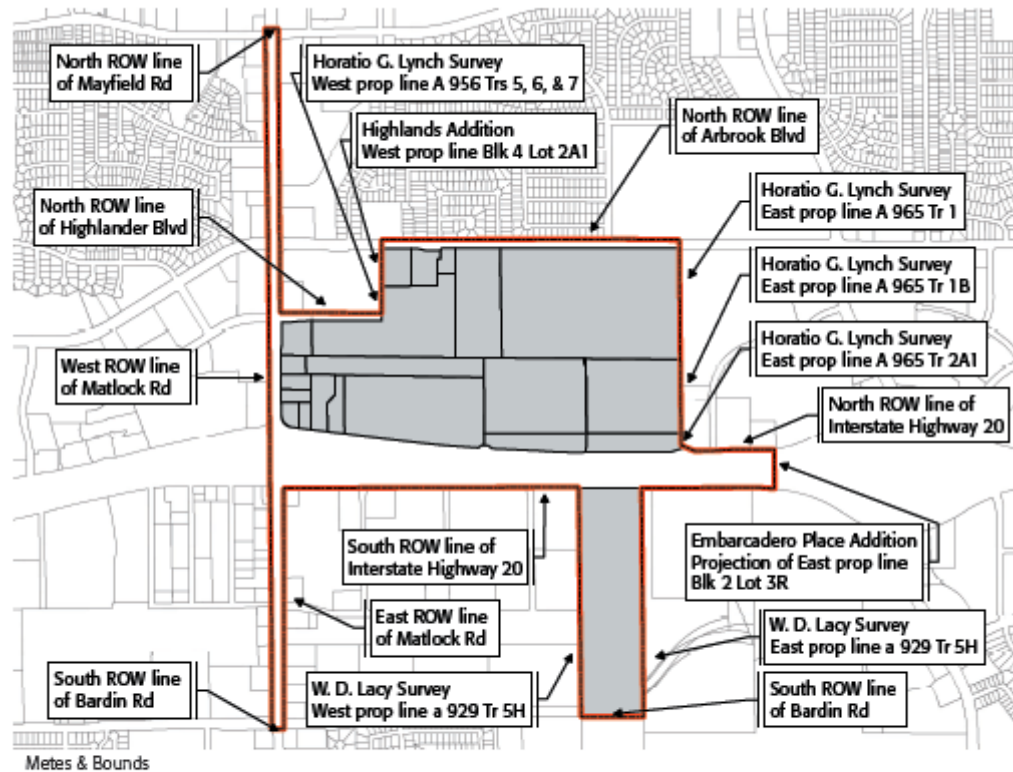 North ROW line
of Mayfield Rd
Horatio G. Lynch Survey
West prop line A 956 Trs 5, 6, & 7
Highlands Addition
West prop line Blk 4 Lot 2A1
North ROW line
of Arbrook Blvd
North ROW line
of Highlander Blvd
Horatio G. Lynch Survey
East prop line A 965 Tr 1
Horatio G. Lynch Survey
East prop line A 965 Tr 1B
Horatio G. Lynch Survey
East prop line A 965 Tr 2A1
West ROW line
of Matlock Rd
North ROW line of
Interstate Highway 20
South ROW line of
Interstate Highway 20
Embarcadero Place Addition
Projection of East prop line
Blk 2 Lot 3R
East ROW line
of Matlock Rd
W. D. Lacy Survey
East prop line a 929 Tr 5H
South ROW line
of Bardin Rd
W. D. Lacy Survey
West prop line a 929 Tr 5H
South ROW line
of Bardin Rd
Metes & Bounds